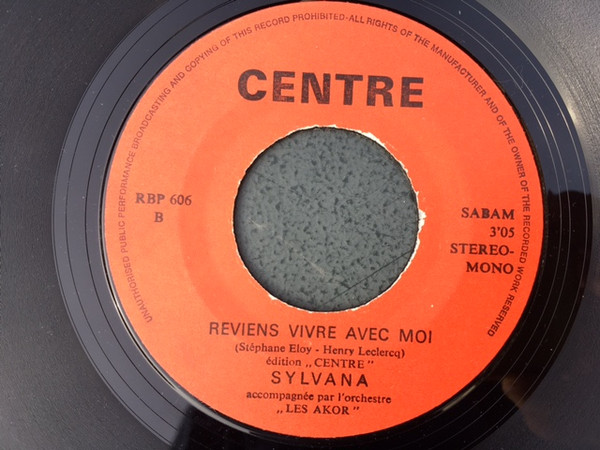 UNAUTHORISED PUBLIC PERFORMANCE BROADCASTING AND COPYING OF THIS RECORD PROHIBITED-ALL RIGHTS OF THE MANUFACTURER AND OF THE OWNER OF THE RECORDED WORK RESERVED
CENTRE
RBP 606
B
SABAM
3'05
STEREO-
MONO
REVIENS VIVRE AVEC MOI
(Stéphane Eloy - Henry Leclercq)
édition „CENTRE"
SYLVANA
accompagnée par l'orchestre
„LES AKOR"